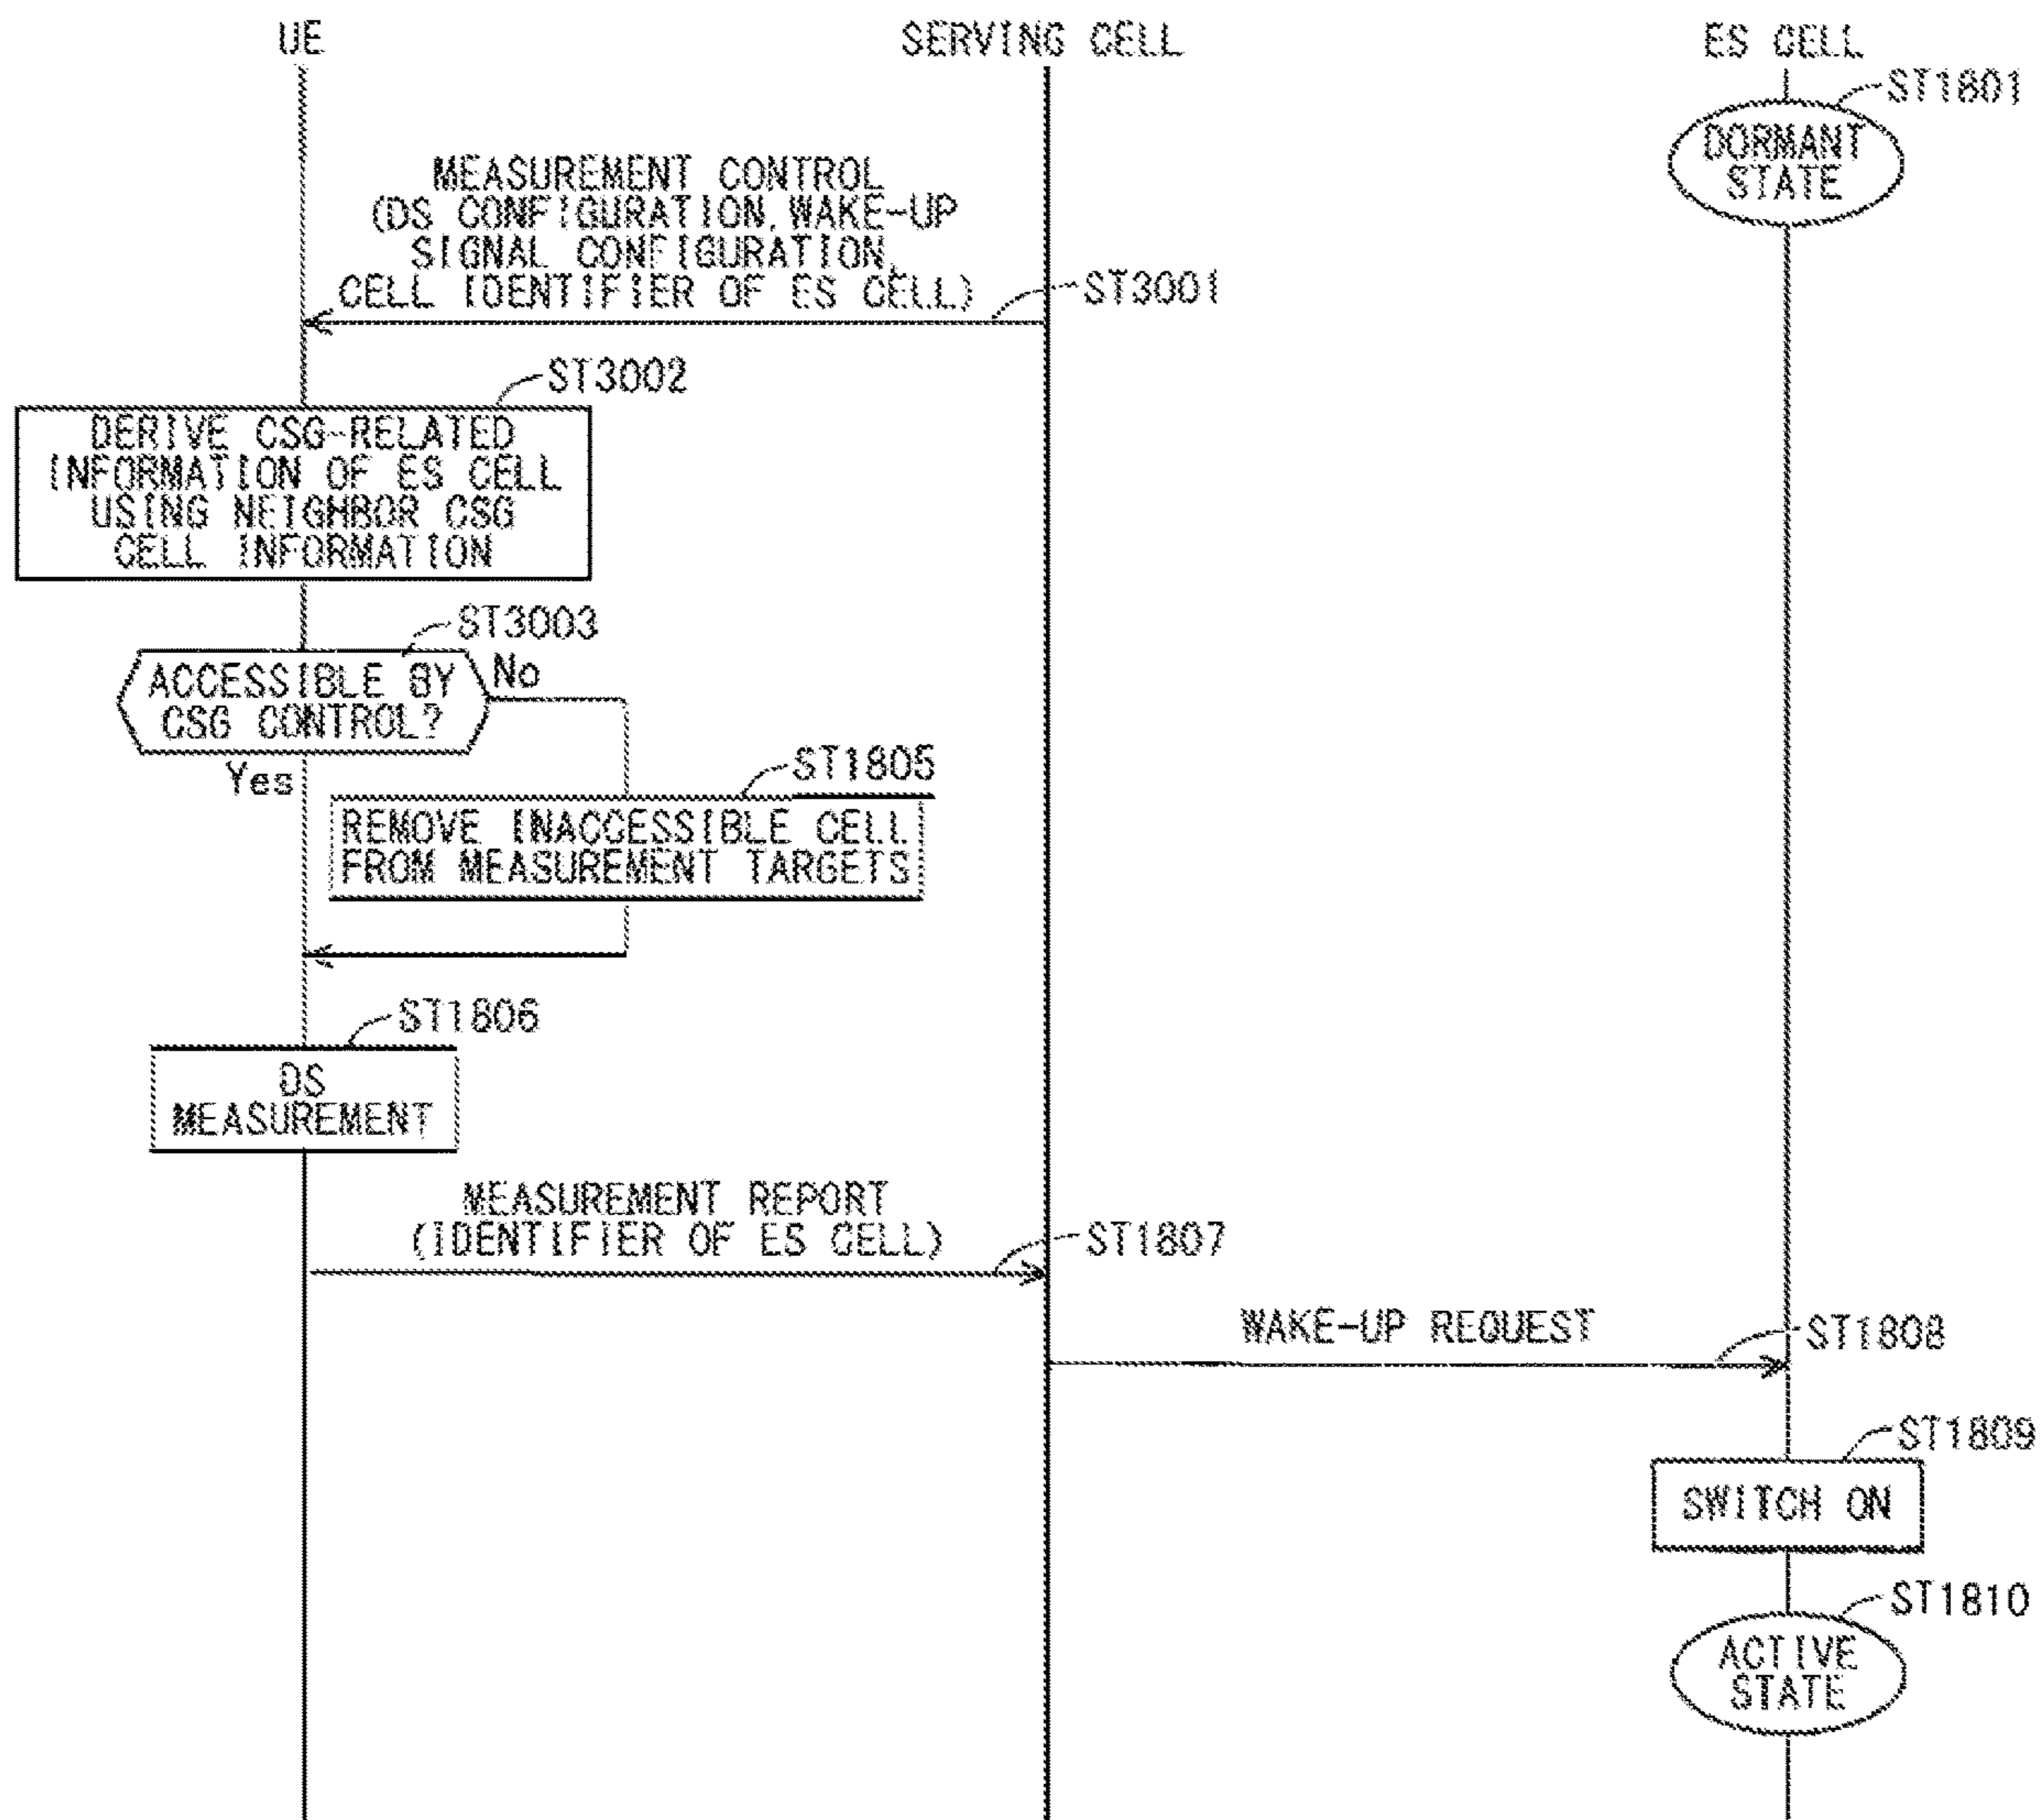 UE
SERVING CELL
ES CELL
ST1801
DORMANT
STATE
MEASUREMENT CONTROL
(DS CONFIGURATION, WAKE-UP
SIGNAL CONFIGURATION,
CELL IDENTIFIER OF ES CELL)
ST3001
ST3002
DERIVE CSG-RELATED
INFORMATION OF ES CELL
USING NEIGHBOR CSG
CELL INFORMATION
ST3003
ACCESSIBLE BY
CSG CONTROL?
No
Yes
ST1805
REMOVE INACCESSIBLE CELL
FROM MEASUREMENT TARGETS
ST1806
DS
MEASUREMENT
MEASUREMENT REPORT
(IDENTIFIER OF ES CELL)
ST1807
WAKE-UP REQUEST
ST1808
ST1809
SWITCH ON
ST1810
ACTIVE
STATE